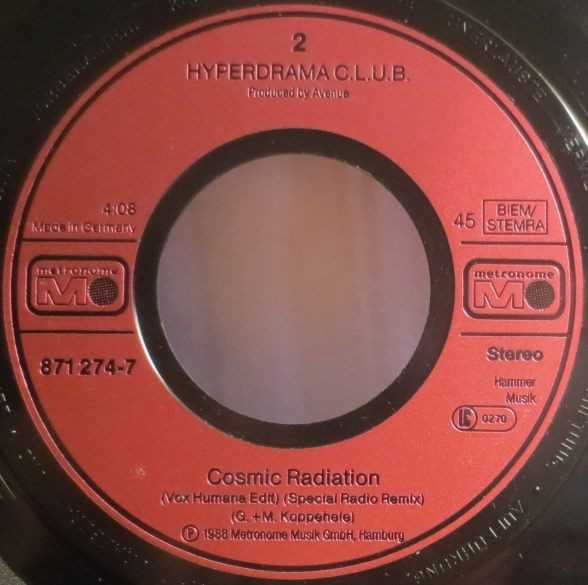 2
HYPERDRAMA C.L.U.B.
Produced by Avenue
4:08
Made in Germany
45
BIEM/
STEMRA
metronome
M
metronome
M
871 274-7
Stereo
Hammer
Musik
LC 0270
Cosmic Radiation
(Vox Humana Edit) (Special Radio Remix)
(G. + M. Koppehele)
Ⓟ 1988 Metronome Musik GmbH, Hamburg